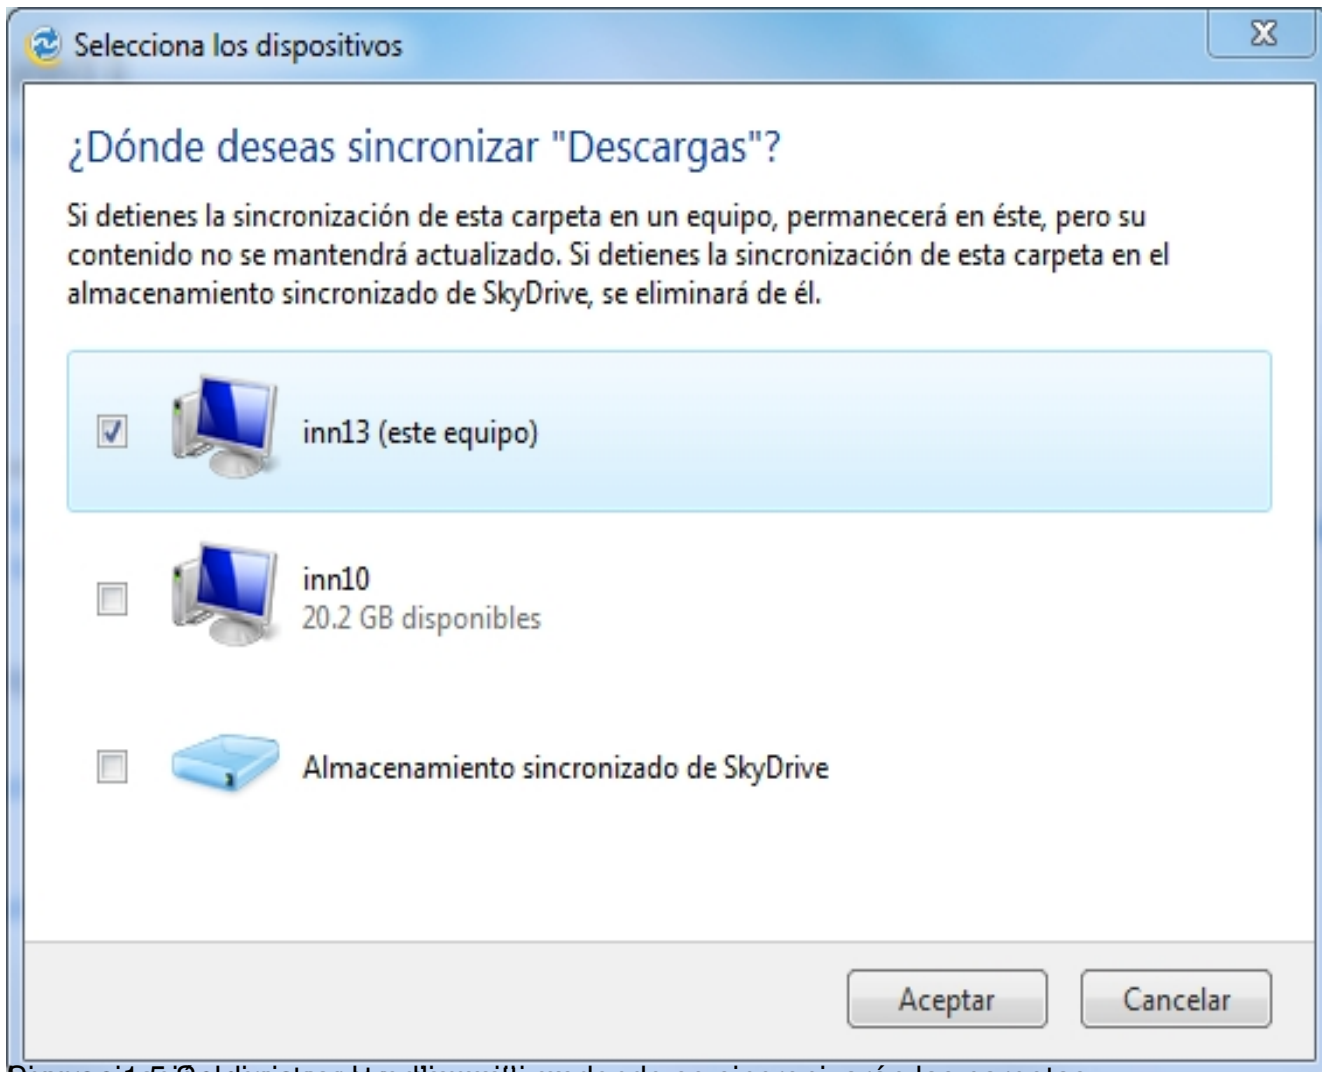 Selecciona los dispositivos
¿Dónde deseas sincronizar "Descargas"?
Si detienes la sincronización de esta carpeta en un equipo, permanecerá en éste, pero su
contenido no se mantendrá actualizado. Si detienes la sincronización de esta carpeta en el
almacenamiento sincronizado de SkyDrive, se eliminará de él.
inn13 (este equipo)
inn10
20.2 GB disponibles
Almacenamiento sincronizado de SkyDrive
Aceptar
Cancelar